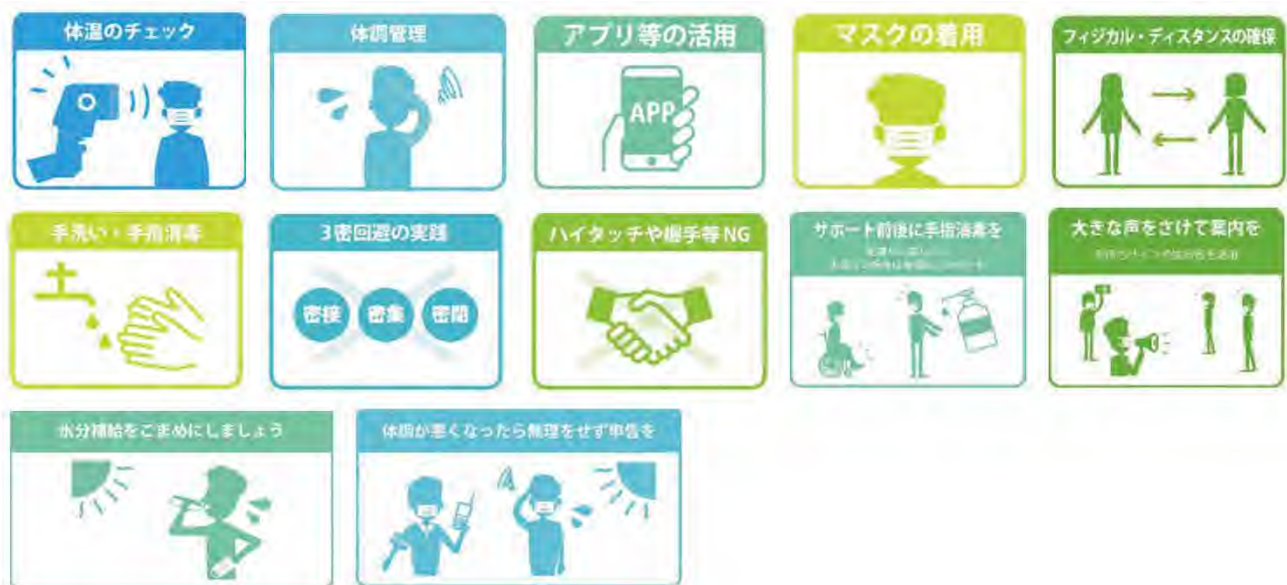 体温のチェック
体調管理
アプリ等の活用
APP
マスクの着用
フィジカル・ディスタンスの確保
手洗い・手指消毒
3密回避の実践
密接
密集
密閉
ハイタッチや握手等NG
サポート前後に手指消毒を
大きな声をさけて案内を
水分補給をこまめにしましょう
体調が悪くなったら無理をせず申告を